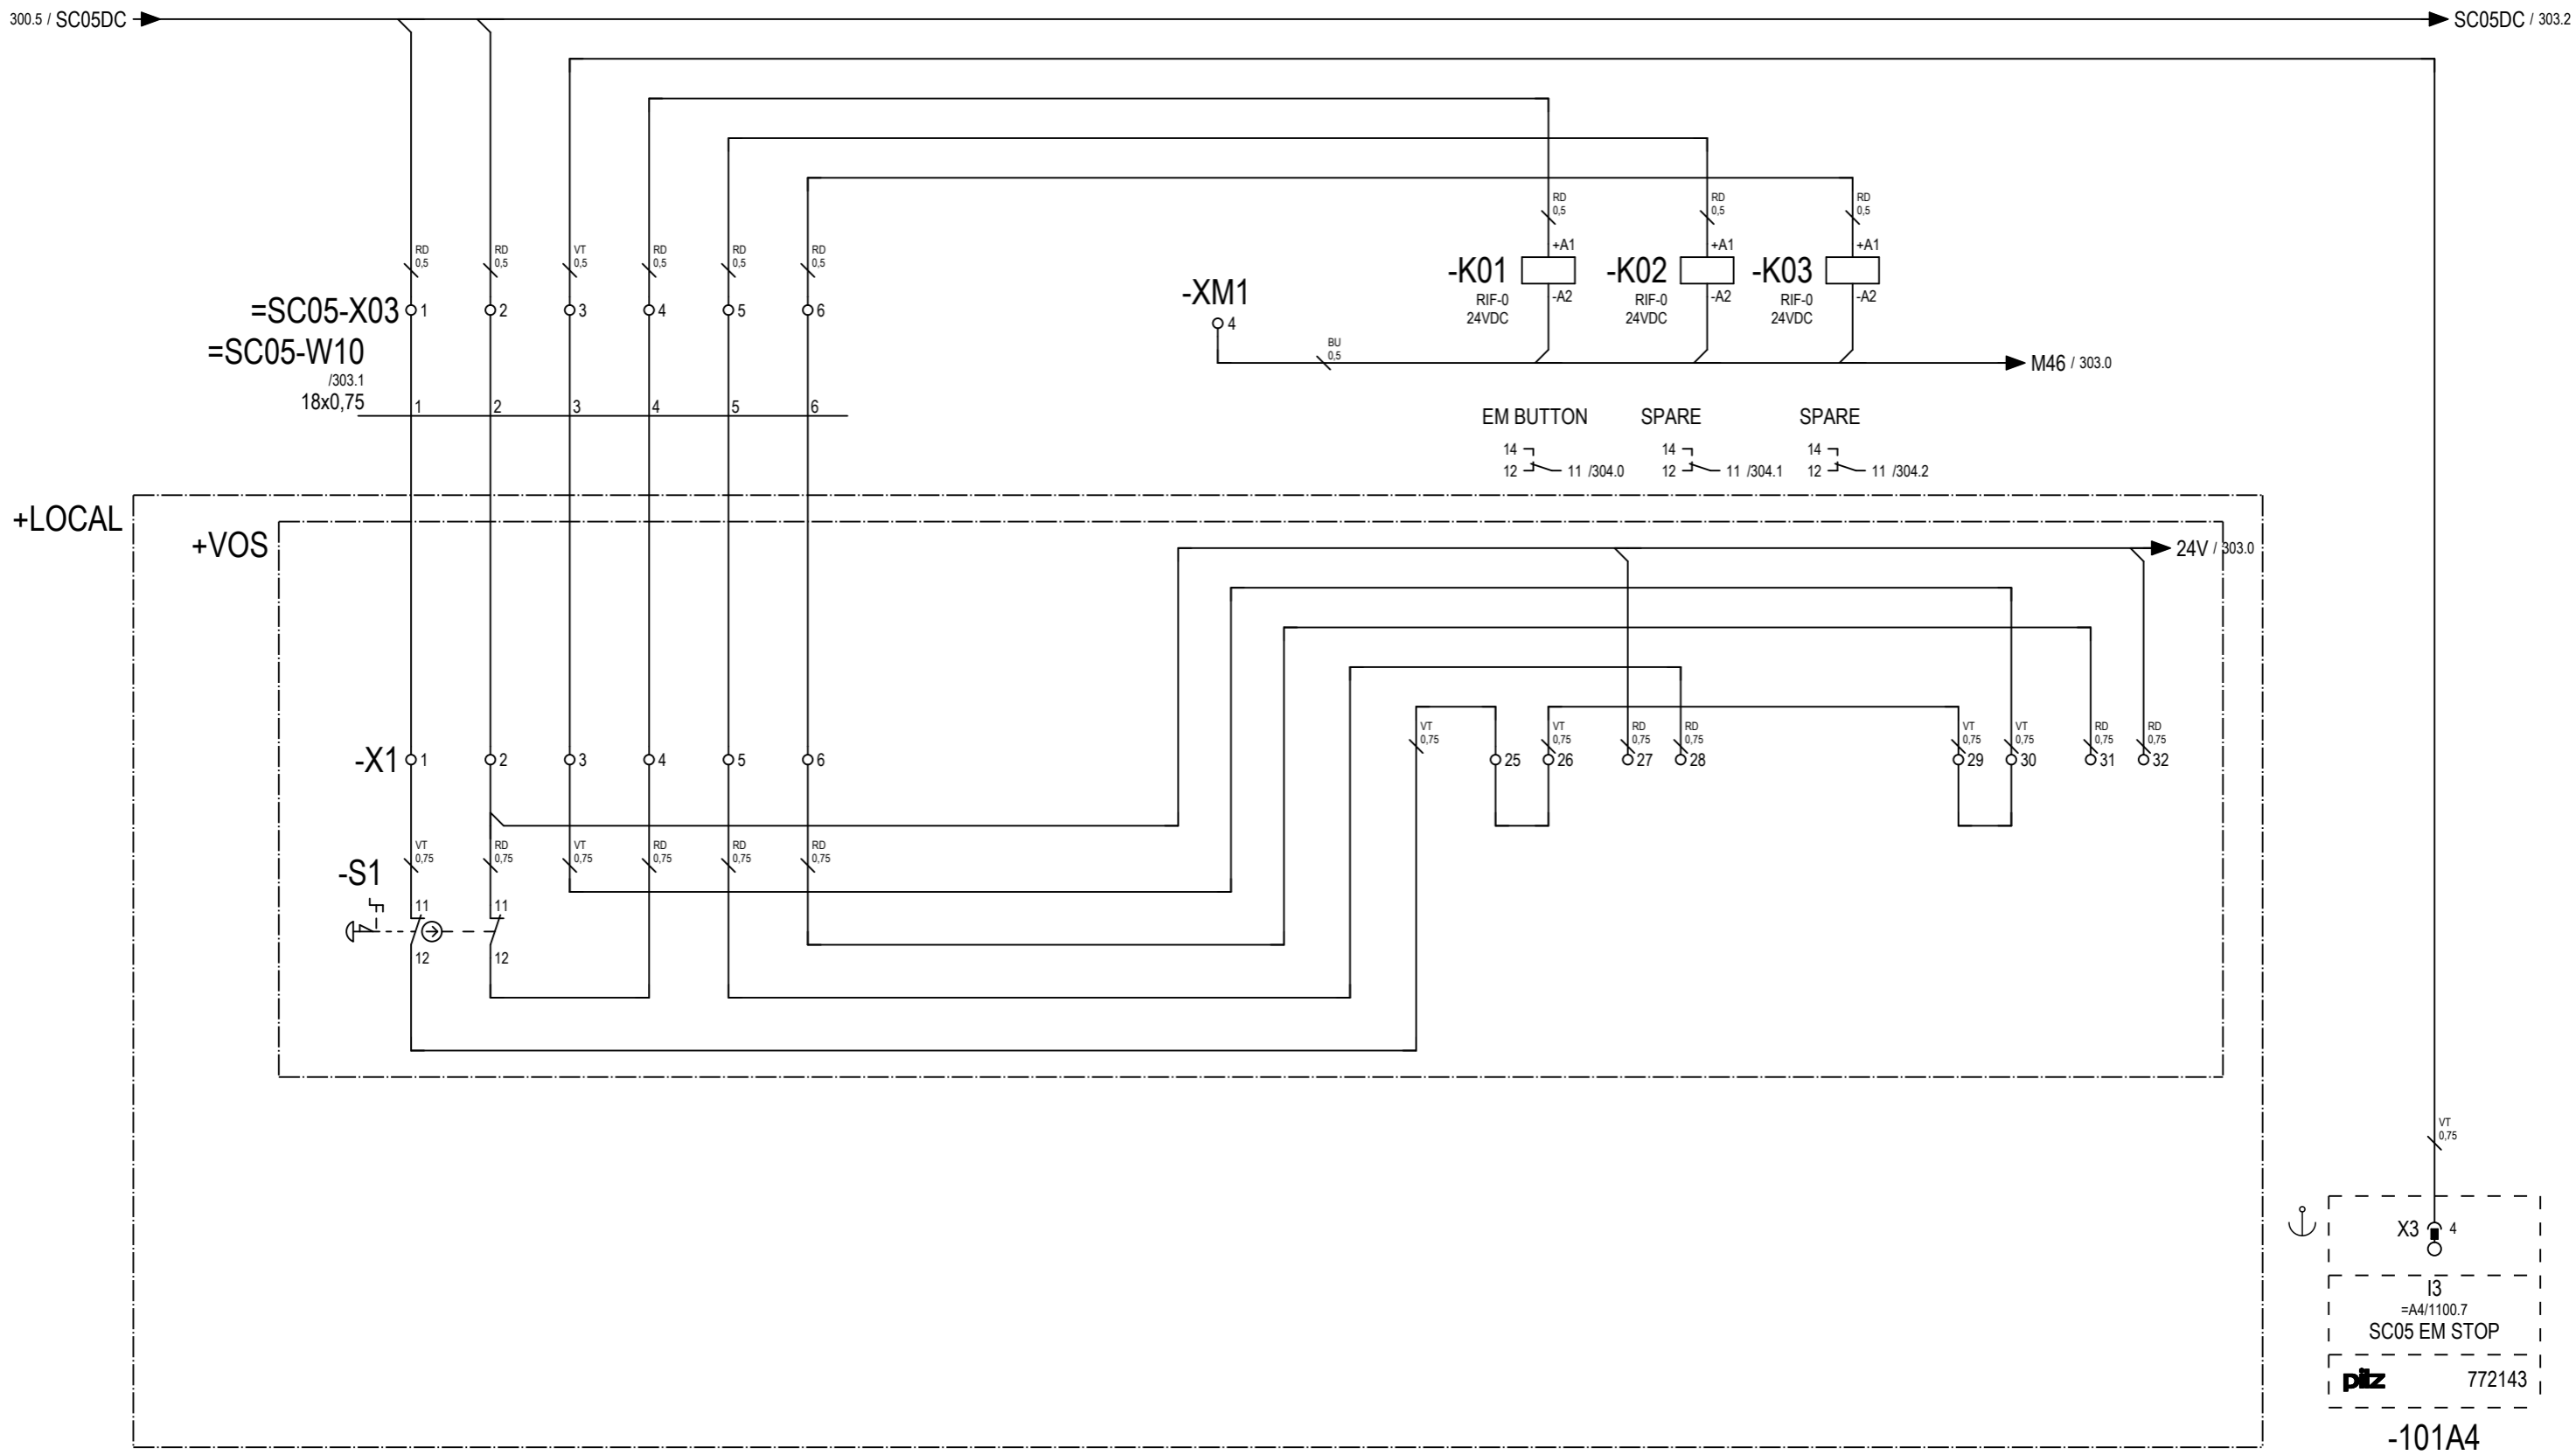 300.5 / SC05DC
SC05DC / 303.2
RD
0,5
RD
0,5
RD
0,5
+A1
+A1
+A1
-K01
-K02
-K03
RIF-0
24VDC
RIF-0
24VDC
RIF-0
24VDC
-A2
-A2
-A2
RD
0,5
RD
0,5
VT
0,5
RD
0,5
RD
0,5
RD
0,5
=SC05-X03
1
2
3
4
5
6
-XM1
4
=SC05-W10
/303.1
18x0,75
1
2
3
4
5
6
BU
0,5
M46 / 303.0
EM BUTTON
SPARE
SPARE
14
12
11 /304.0
14
12
11 /304.1
14
12
11 /304.2
+LOCAL
+VOS
24V / 303.0
VT
0,75
VT
0,75
RD
0,75
RD
0,75
VT
0,75
VT
0,75
RD
0,75
RD
0,75
-X1
1
2
3
4
5
6
25
26
27
28
29
30
31
32
VT
0,75
RD
0,75
VT
0,75
RD
0,75
RD
0,75
RD
0,75
-S1
11
11
12
12
VT
0,75
X3
4
I3
=A4/1100.7
SC05 EM STOP
pilz
772143
-101A4